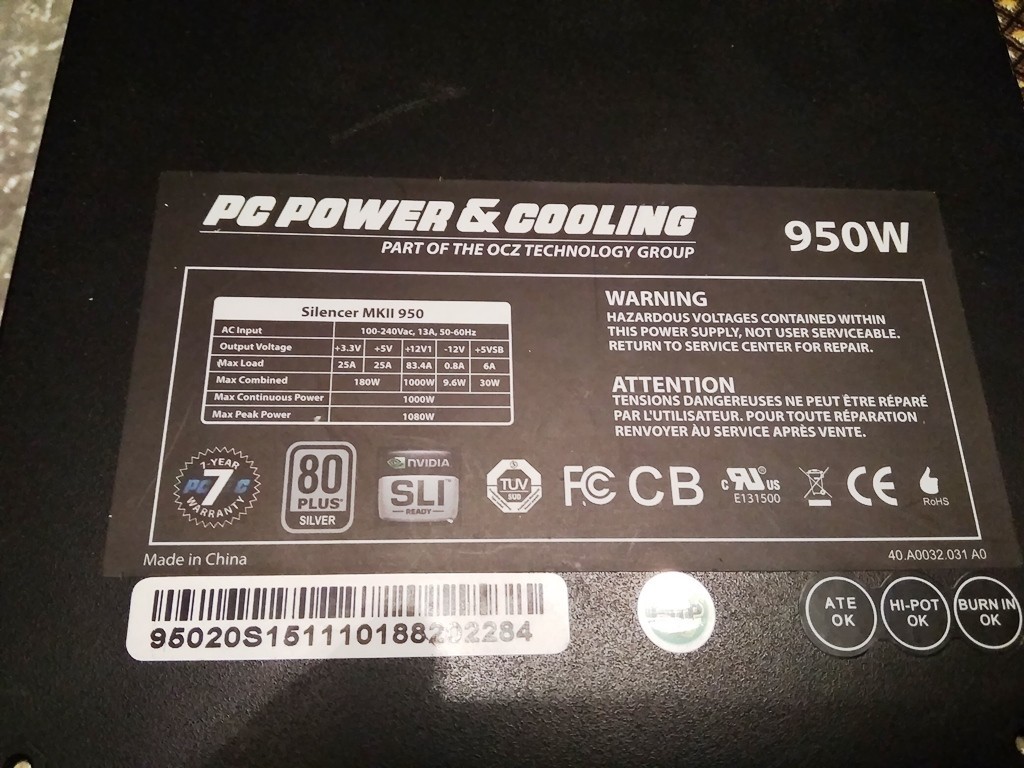 PC POWER & COOLING
PART OF THE OCZ TECHNOLOGY GROUP
950W
Silencer MKII 950
AC Input 100-240Vac, 13A, 50-60Hz
Output Voltage +3.3V +5V +12V1 -12V +5VSB
Max Load 25A 25A 83.4A 0.8A 6A
Max Combined 180W 1000W 9.6W 30W
Max Continuous Power 1000W
Max Peak Power 1080W
WARNING
HAZARDOUS VOLTAGES CONTAINED WITHIN
THIS POWER SUPPLY, NOT USER SERVICEABLE.
RETURN TO SERVICE CENTER FOR REPAIR.
ATTENTION
TENSIONS DANGEREUSES NE PEUT ÊTRE RÉPARÉ
PAR L'UTILISATEUR. POUR TOUTE RÉPARATION
RENVOYER ÀU SERVICE APRÈS VENTE.
7-YEAR
7
WARRANTY
80
PLUS®
SILVER
NVIDIA
SLI™
READY
TUV
SUD
FC CB
c RU® US
E131500
CE
RoHS
Made in China
40.A0032.031 A0
95020S151110188202284
ATE
OK
HI-POT
OK
BURN IN
OK